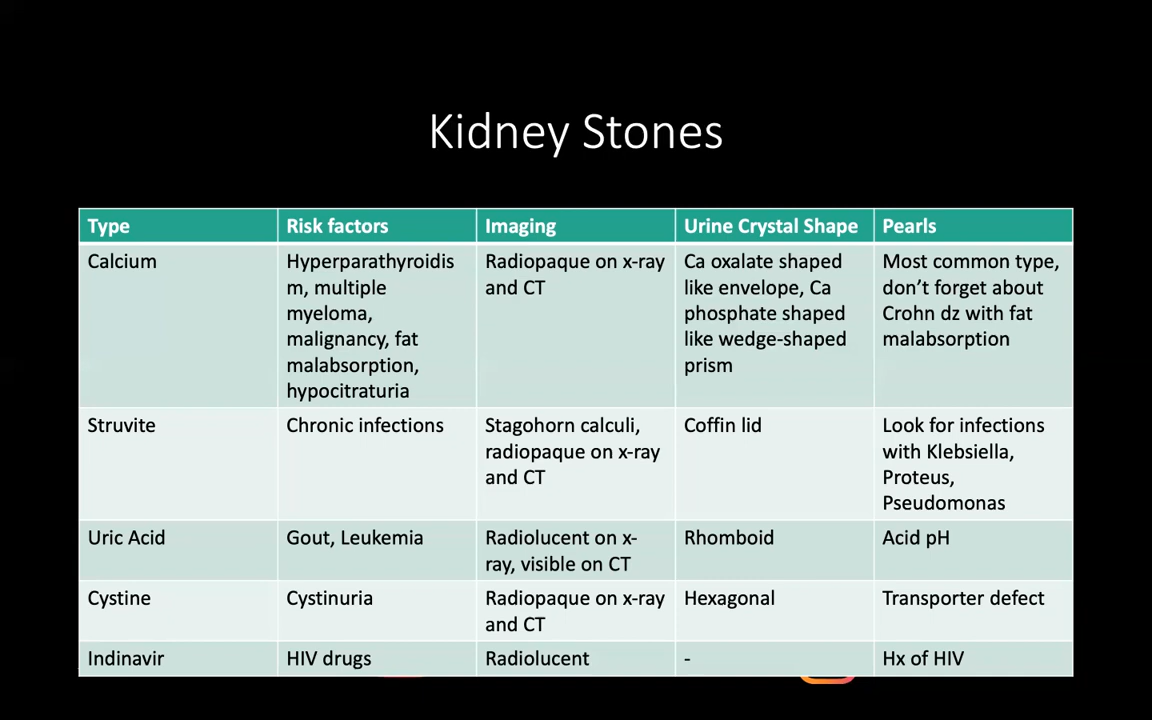 Kidney Stones
Type
Risk factors
Imaging
Urine Crystal Shape
Pearls
Calcium
Hyperparathyroidis
m, multiple
myeloma,
malignancy, fat
malabsorption,
hypocitraturia
Radiopaque on x-ray
and CT
Ca oxalate shaped
like envelope, Ca
phosphate shaped
like wedge-shaped
prism
Most common type,
don’t forget about
Crohn dz with fat
malabsorption
Struvite
Chronic infections
Stagohorn calculi,
radiopaque on x-ray
and CT
Coffin lid
Look for infections
with Klebsiella,
Proteus,
Pseudomonas
Uric Acid
Gout, Leukemia
Radiolucent on x-
ray, visible on CT
Rhomboid
Acid pH
Cystine
Cystinuria
Radiopaque on x-ray
and CT
Hexagonal
Transporter defect
Indinavir
HIV drugs
Radiolucent
-
Hx of HIV